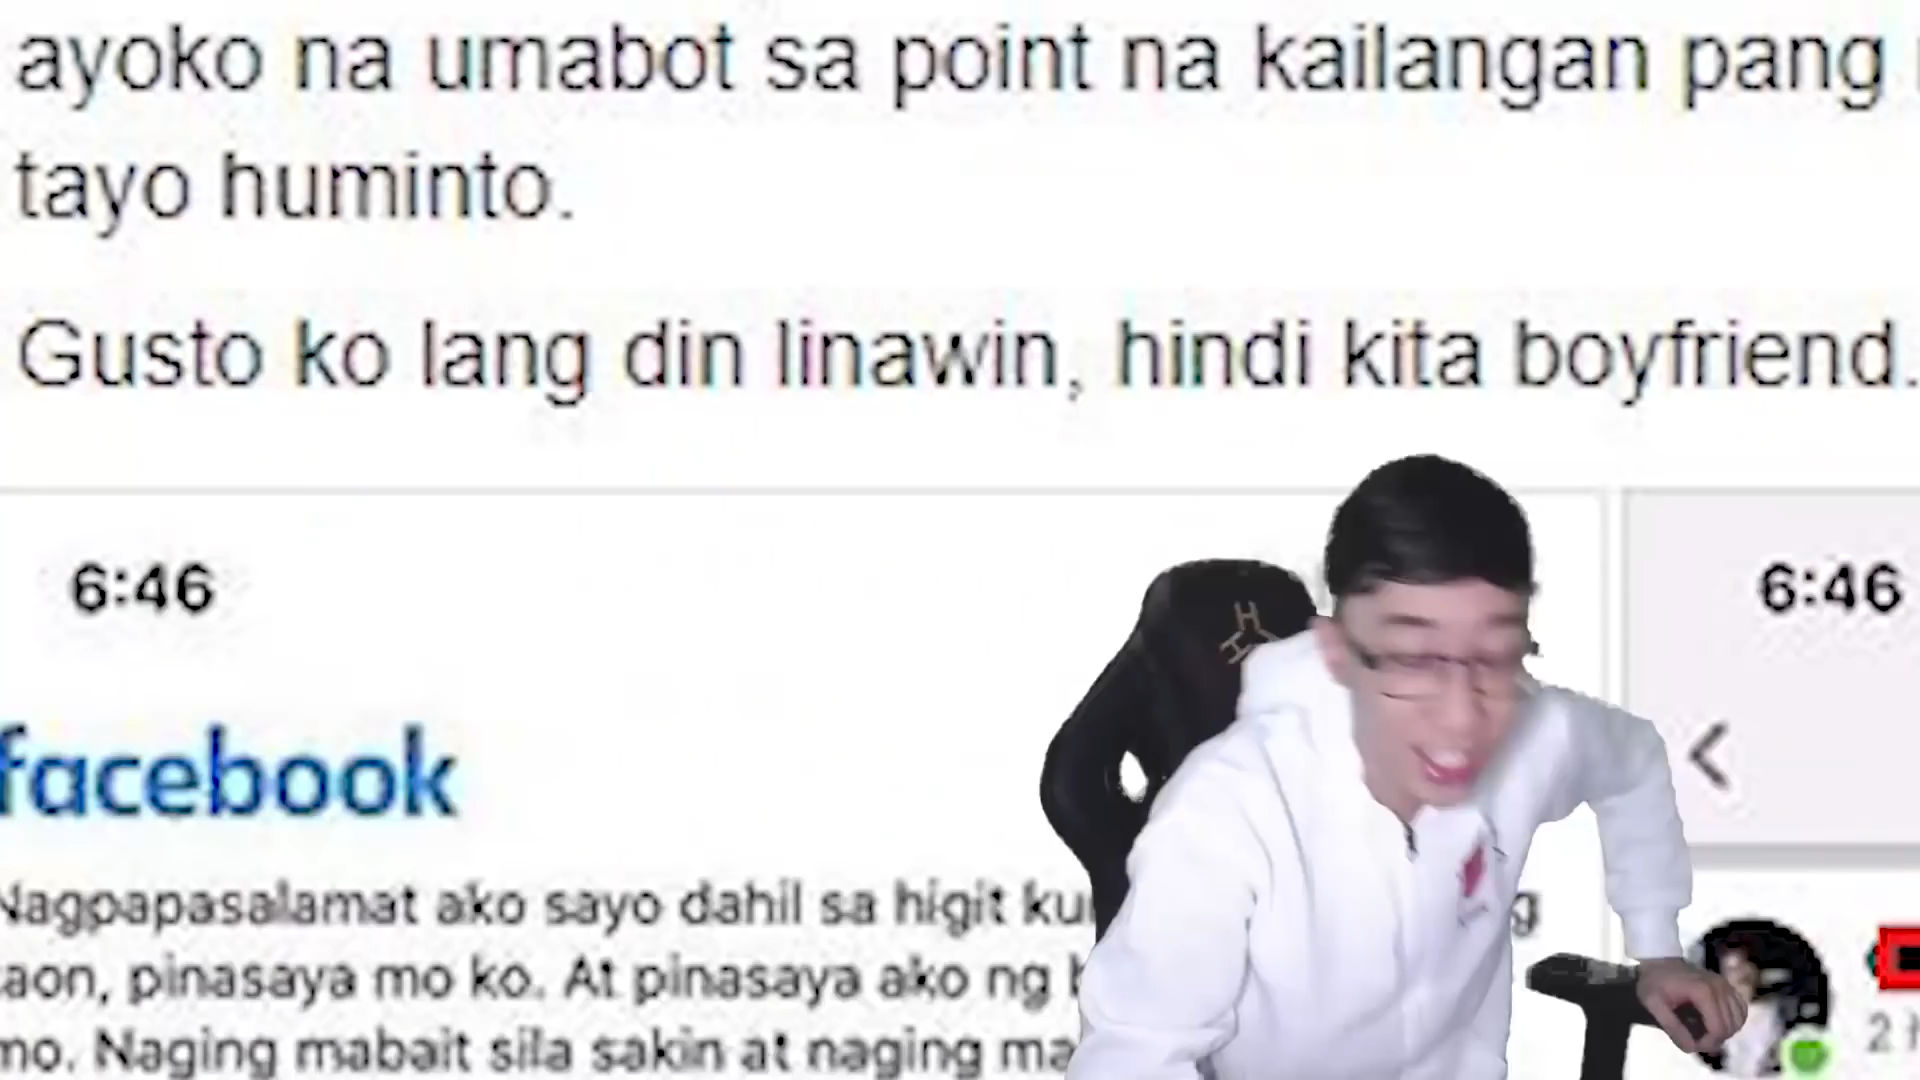 ayoko na umabot sa point na kailangan pang
tayo huminto.
Gusto ko lang din linawin, hindi kita boyfriend.
6:46
6:46
facebook
Nagpapasalamat ako sayo dahil sa higit
taon, pinasaya mo ko. At pinasaya ako ng
mo. Naging mabait sila sakin at naging